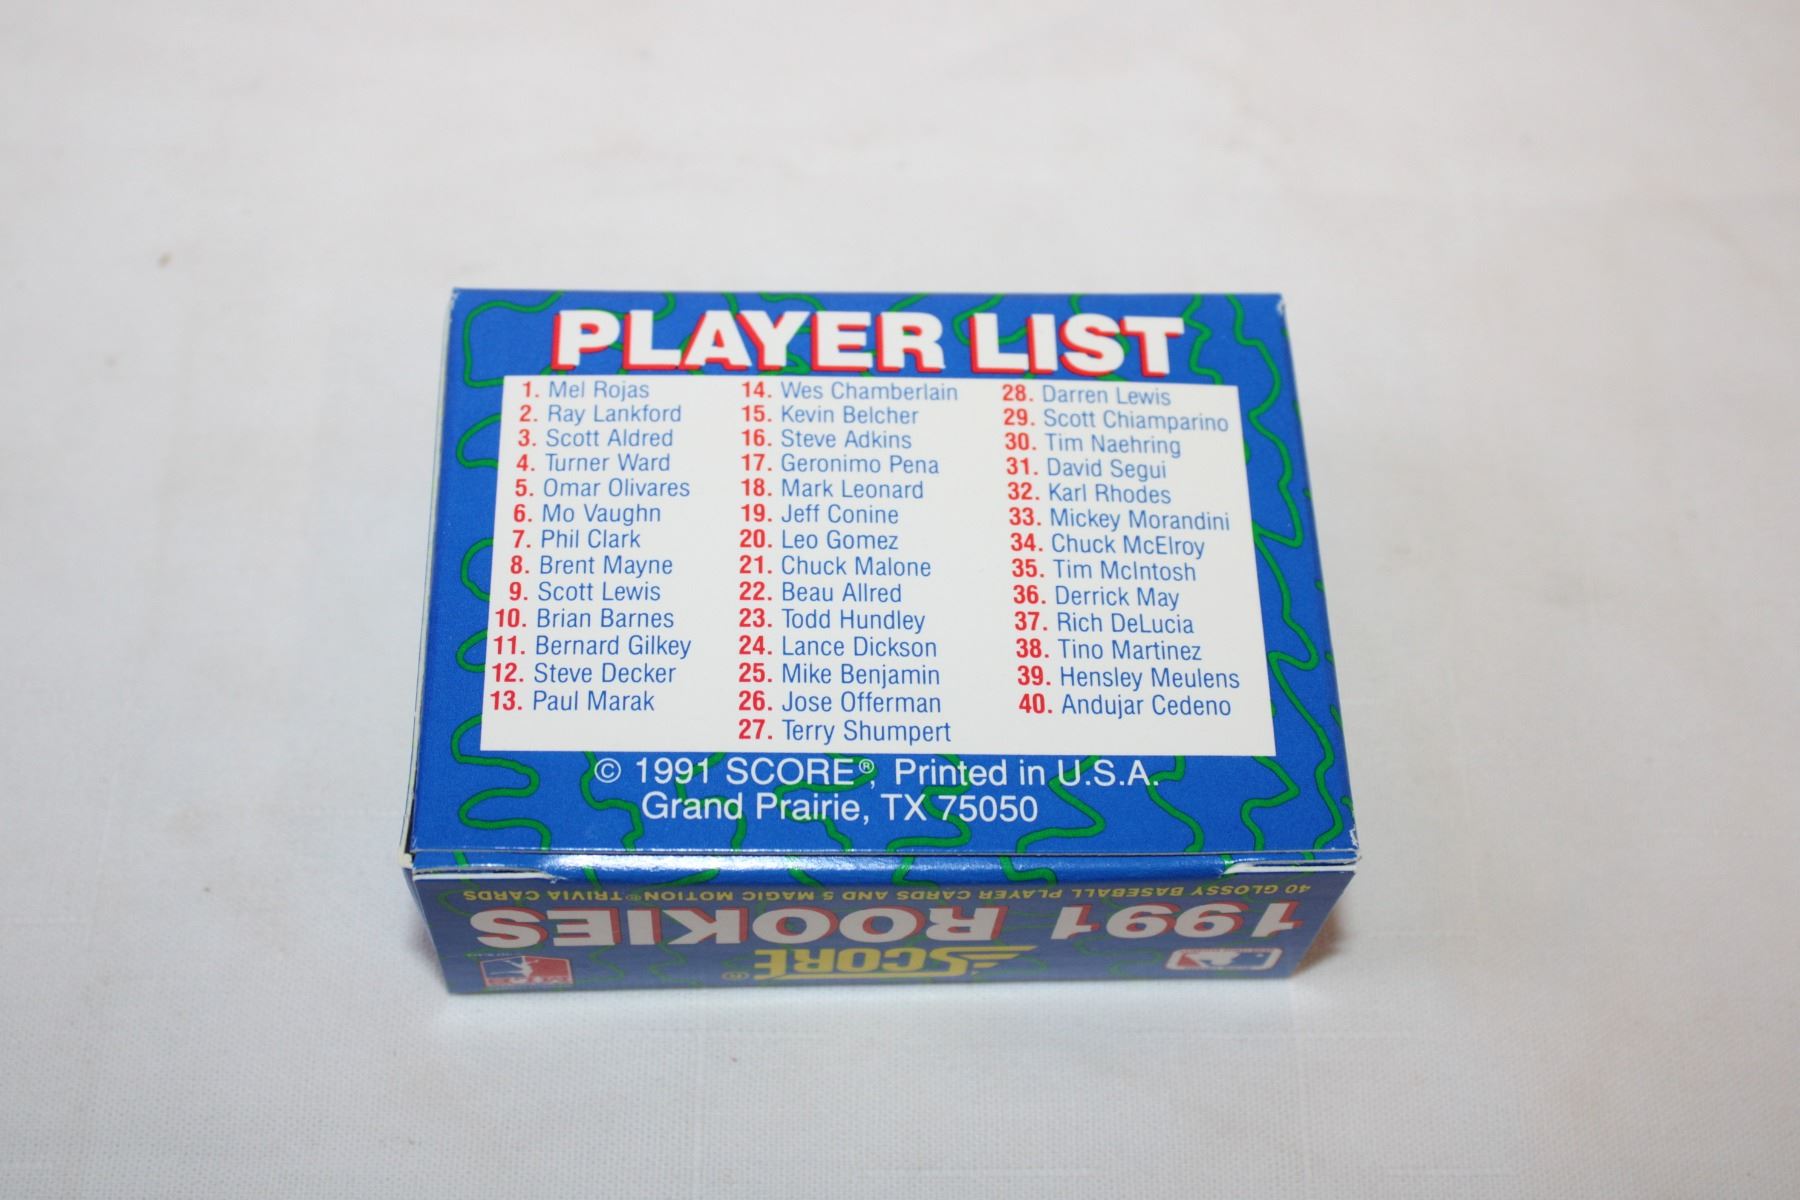 PLAYER LIST
1. Mel Rojas
2. Ray Lankford
3. Scott Aldred
4. Turner Ward
5. Omar Olivares
6. Mo Vaughn
7. Phil Clark
8. Brent Mayne
9. Scott Lewis
10. Brian Barnes
11. Bernard Gilkey
12. Steve Decker
13. Paul Marak
14. Wes Chamberlain
15. Kevin Belcher
16. Steve Adkins
17. Geronimo Pena
18. Mark Leonard
19. Jeff Conine
20. Leo Gomez
21. Chuck Malone
22. Beau Allred
23. Todd Hundley
24. Lance Dickson
25. Mike Benjamin
26. Jose Offerman
27. Terry Shumpert
28. Darren Lewis
29. Scott Chiamparino
30. Tim Naehring
31. David Segui
32. Karl Rhodes
33. Mickey Morandini
34. Chuck McElroy
35. Tim McIntosh
36. Derrick May
37. Rich DeLucia
38. Tino Martinez
39. Hensley Meulens
40. Andujar Cedeno
© 1991 SCORE®, Printed in U.S.A.
Grand Prairie, TX 75050
SCORE®
1991 ROOKIES
40 GLOSSY BASEBALL PLAYER CARDS AND 5 MAGIC MOTION® TRIVIA CARDS